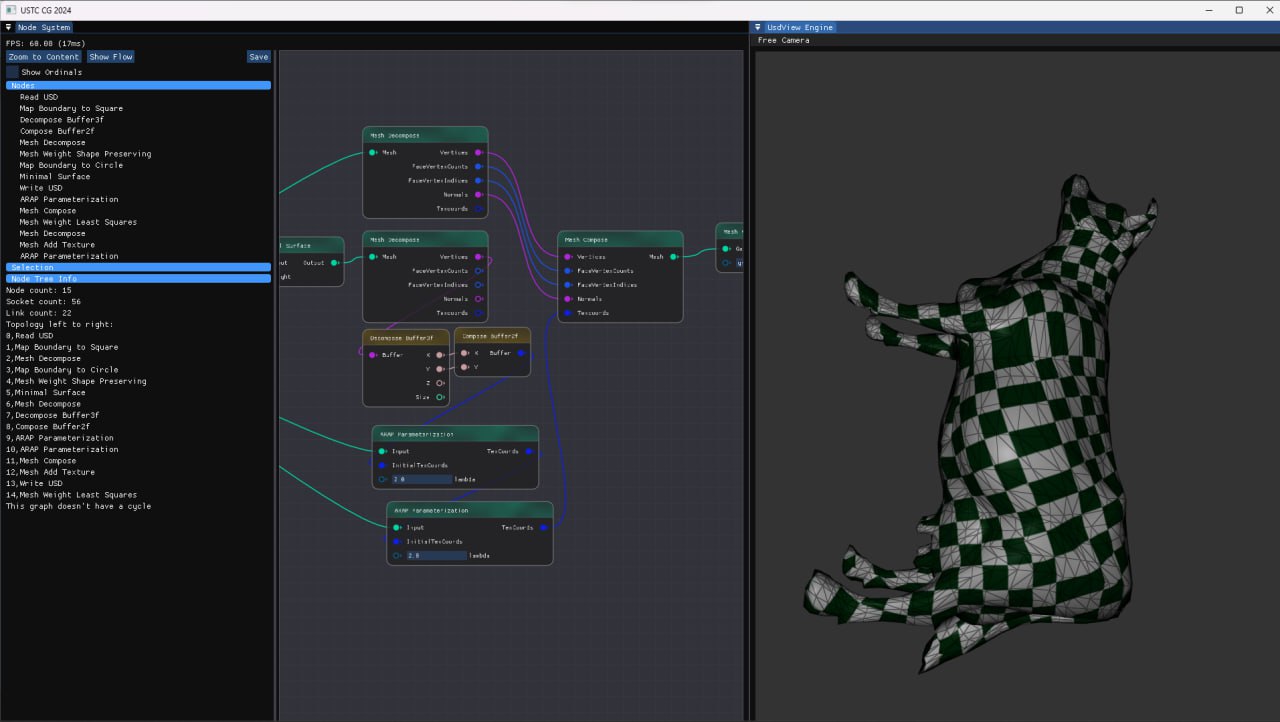 USTC CG 2024
Node System
FPS: 60.00 (17ms)
Zoom to Content Show Flow Save
Show Ordinals
Nodes
Read USD
Map Boundary to Square
Decompose Buffer3f
Compose Buffer2f
Mesh Decompose
Mesh Weight Shape Preserving
Map Boundary to Circle
Minimal Surface
Write USD
ARAP Parameterization
Mesh Compose
Mesh Weight Least Squares
Mesh Decompose
Mesh Add Texture
ARAP Parameterization
Selection
Node Tree Info
Node count: 15
Socket count: 56
Link count: 22
Topology left to right:
0,Read USD
1,Map Boundary to Square
2,Mesh Decompose
3,Map Boundary to Circle
4,Mesh Weight Shape Preserving
5,Minimal Surface
6,Mesh Decompose
7,Decompose Buffer3f
8,Compose Buffer2f
9,ARAP Parameterization
10,ARAP Parameterization
11,Mesh Compose
12,Mesh Add Texture
13,Write USD
14,Mesh Weight Least Squares
This graph doesn't have a cycle
Mesh Decompose
Mesh Vertices
FaceVertexCounts
FaceVertexIndices
Normals
Texcoords
l Surface
ut Output
ght
Mesh Decompose
Mesh Vertices
FaceVertexCounts
FaceVertexIndices
Normals
Texcoords
Decompose Buffer3f
Buffer X
Y
Z
Size
Compose Buffer2f
X Buffer
Y
ARAP Parameterization
Input TexCoords
InitialTexCoords
2.0 lambda
ARAP Parameterization
Input TexCoords
InitialTexCoords
2.0 lambda
Mesh Compose
Vertices Mesh
FaceVertexCounts
FaceVertexIndices
Normals
Texcoords
Mesh
UsdView Engine
Free Camera